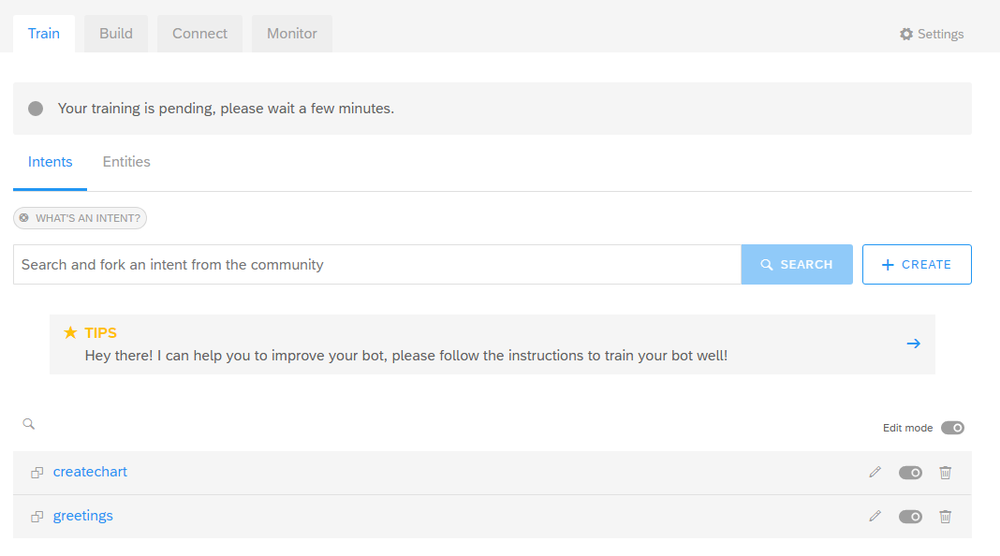 Train Build Connect Monitor Settings
Your training is pending, please wait a few minutes.
Intents Entities
WHAT'S AN INTENT?
Search and fork an intent from the community SEARCH CREATE
TIPS
Hey there! I can help you to improve your bot, please follow the instructions to train your bot well!
Edit mode
createchart
greetings